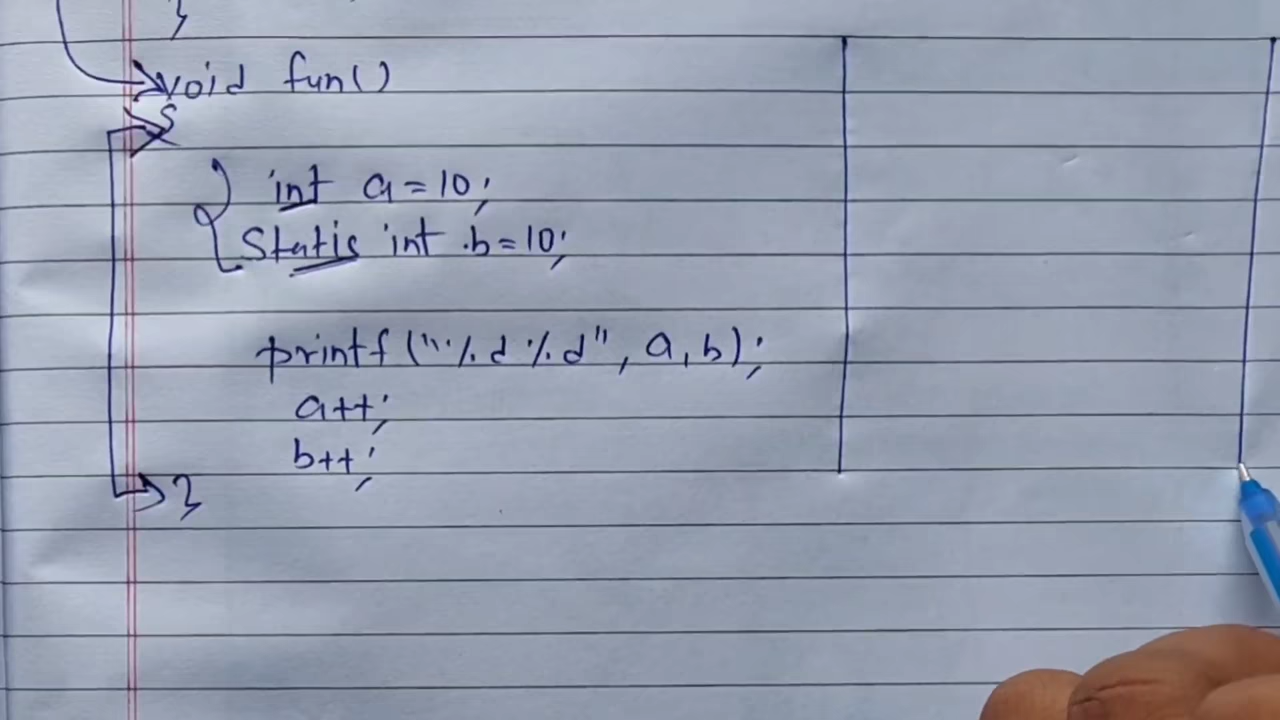 }
void fun()
{
int a=10;
Static int b=10;
printf("%d %d", a, b);
a++;
b++;
}